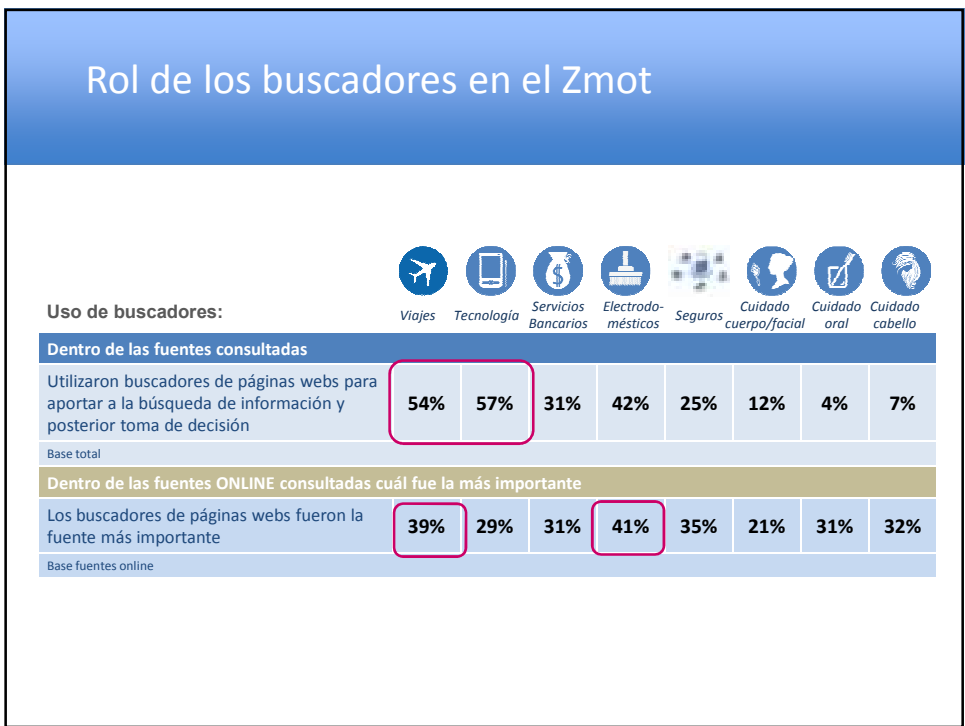 Rol de los buscadores en el Zmot
Uso de buscadores:
Viajes
Tecnología
Servicios
Bancarios
Electrodo-
mésticos
Seguros
Cuidado
cuerpo/facial
Cuidado
oral
Cuidado
cabello
Dentro de las fuentes consultadas
Utilizaron buscadores de páginas webs para
aportar a la búsqueda de información y
posterior toma de decisión
54% 57% 31% 42% 25% 12% 4% 7%
Base total
Dentro de las fuentes ONLINE consultadas cuál fue la más importante
Los buscadores de páginas webs fueron la
fuente más importante
39% 29% 31% 41% 35% 21% 31% 32%
Base fuentes online